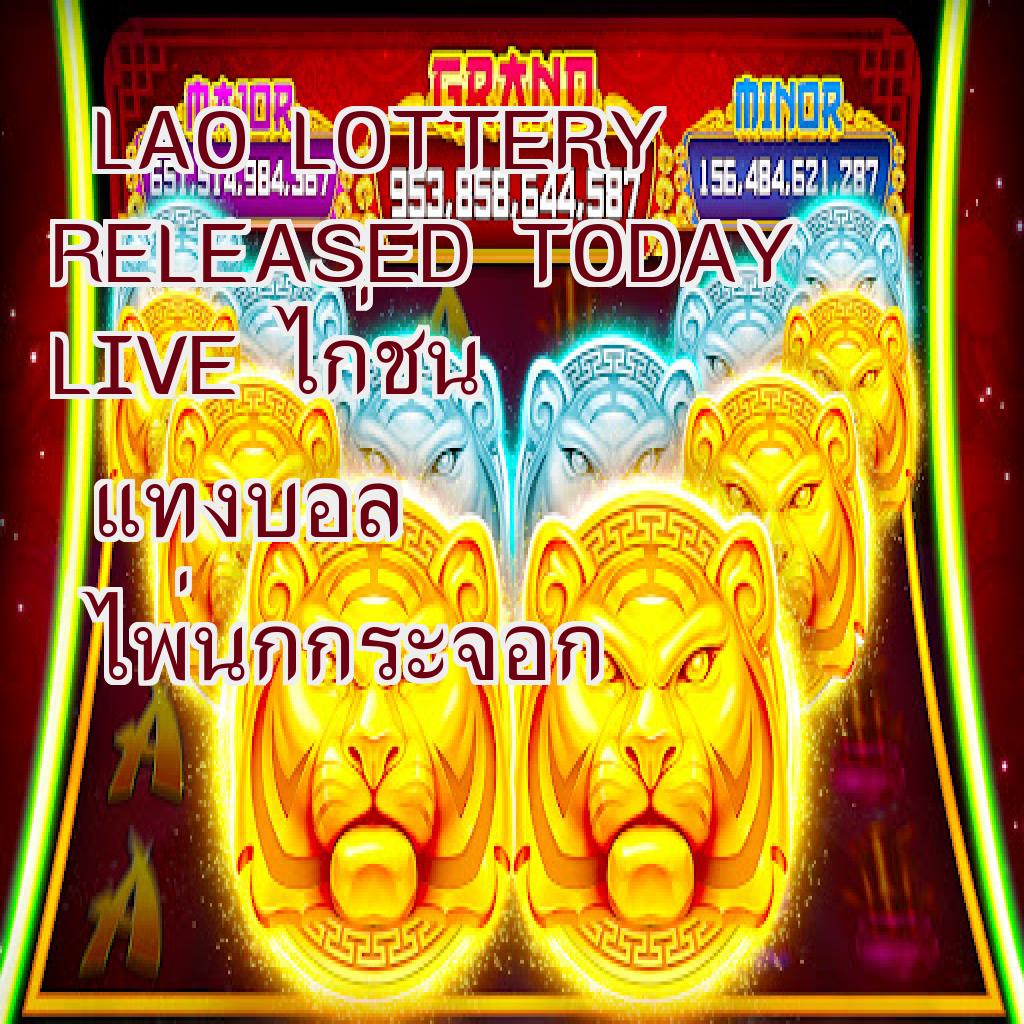 MAJOR GRAND MINOR
LAO LOTTERY
953,858,644,587 156,484,621,287
RELEASED TODAY
LIVE ไก่ชน
แทงบอล
ไพ่นกกระจอก
A
A